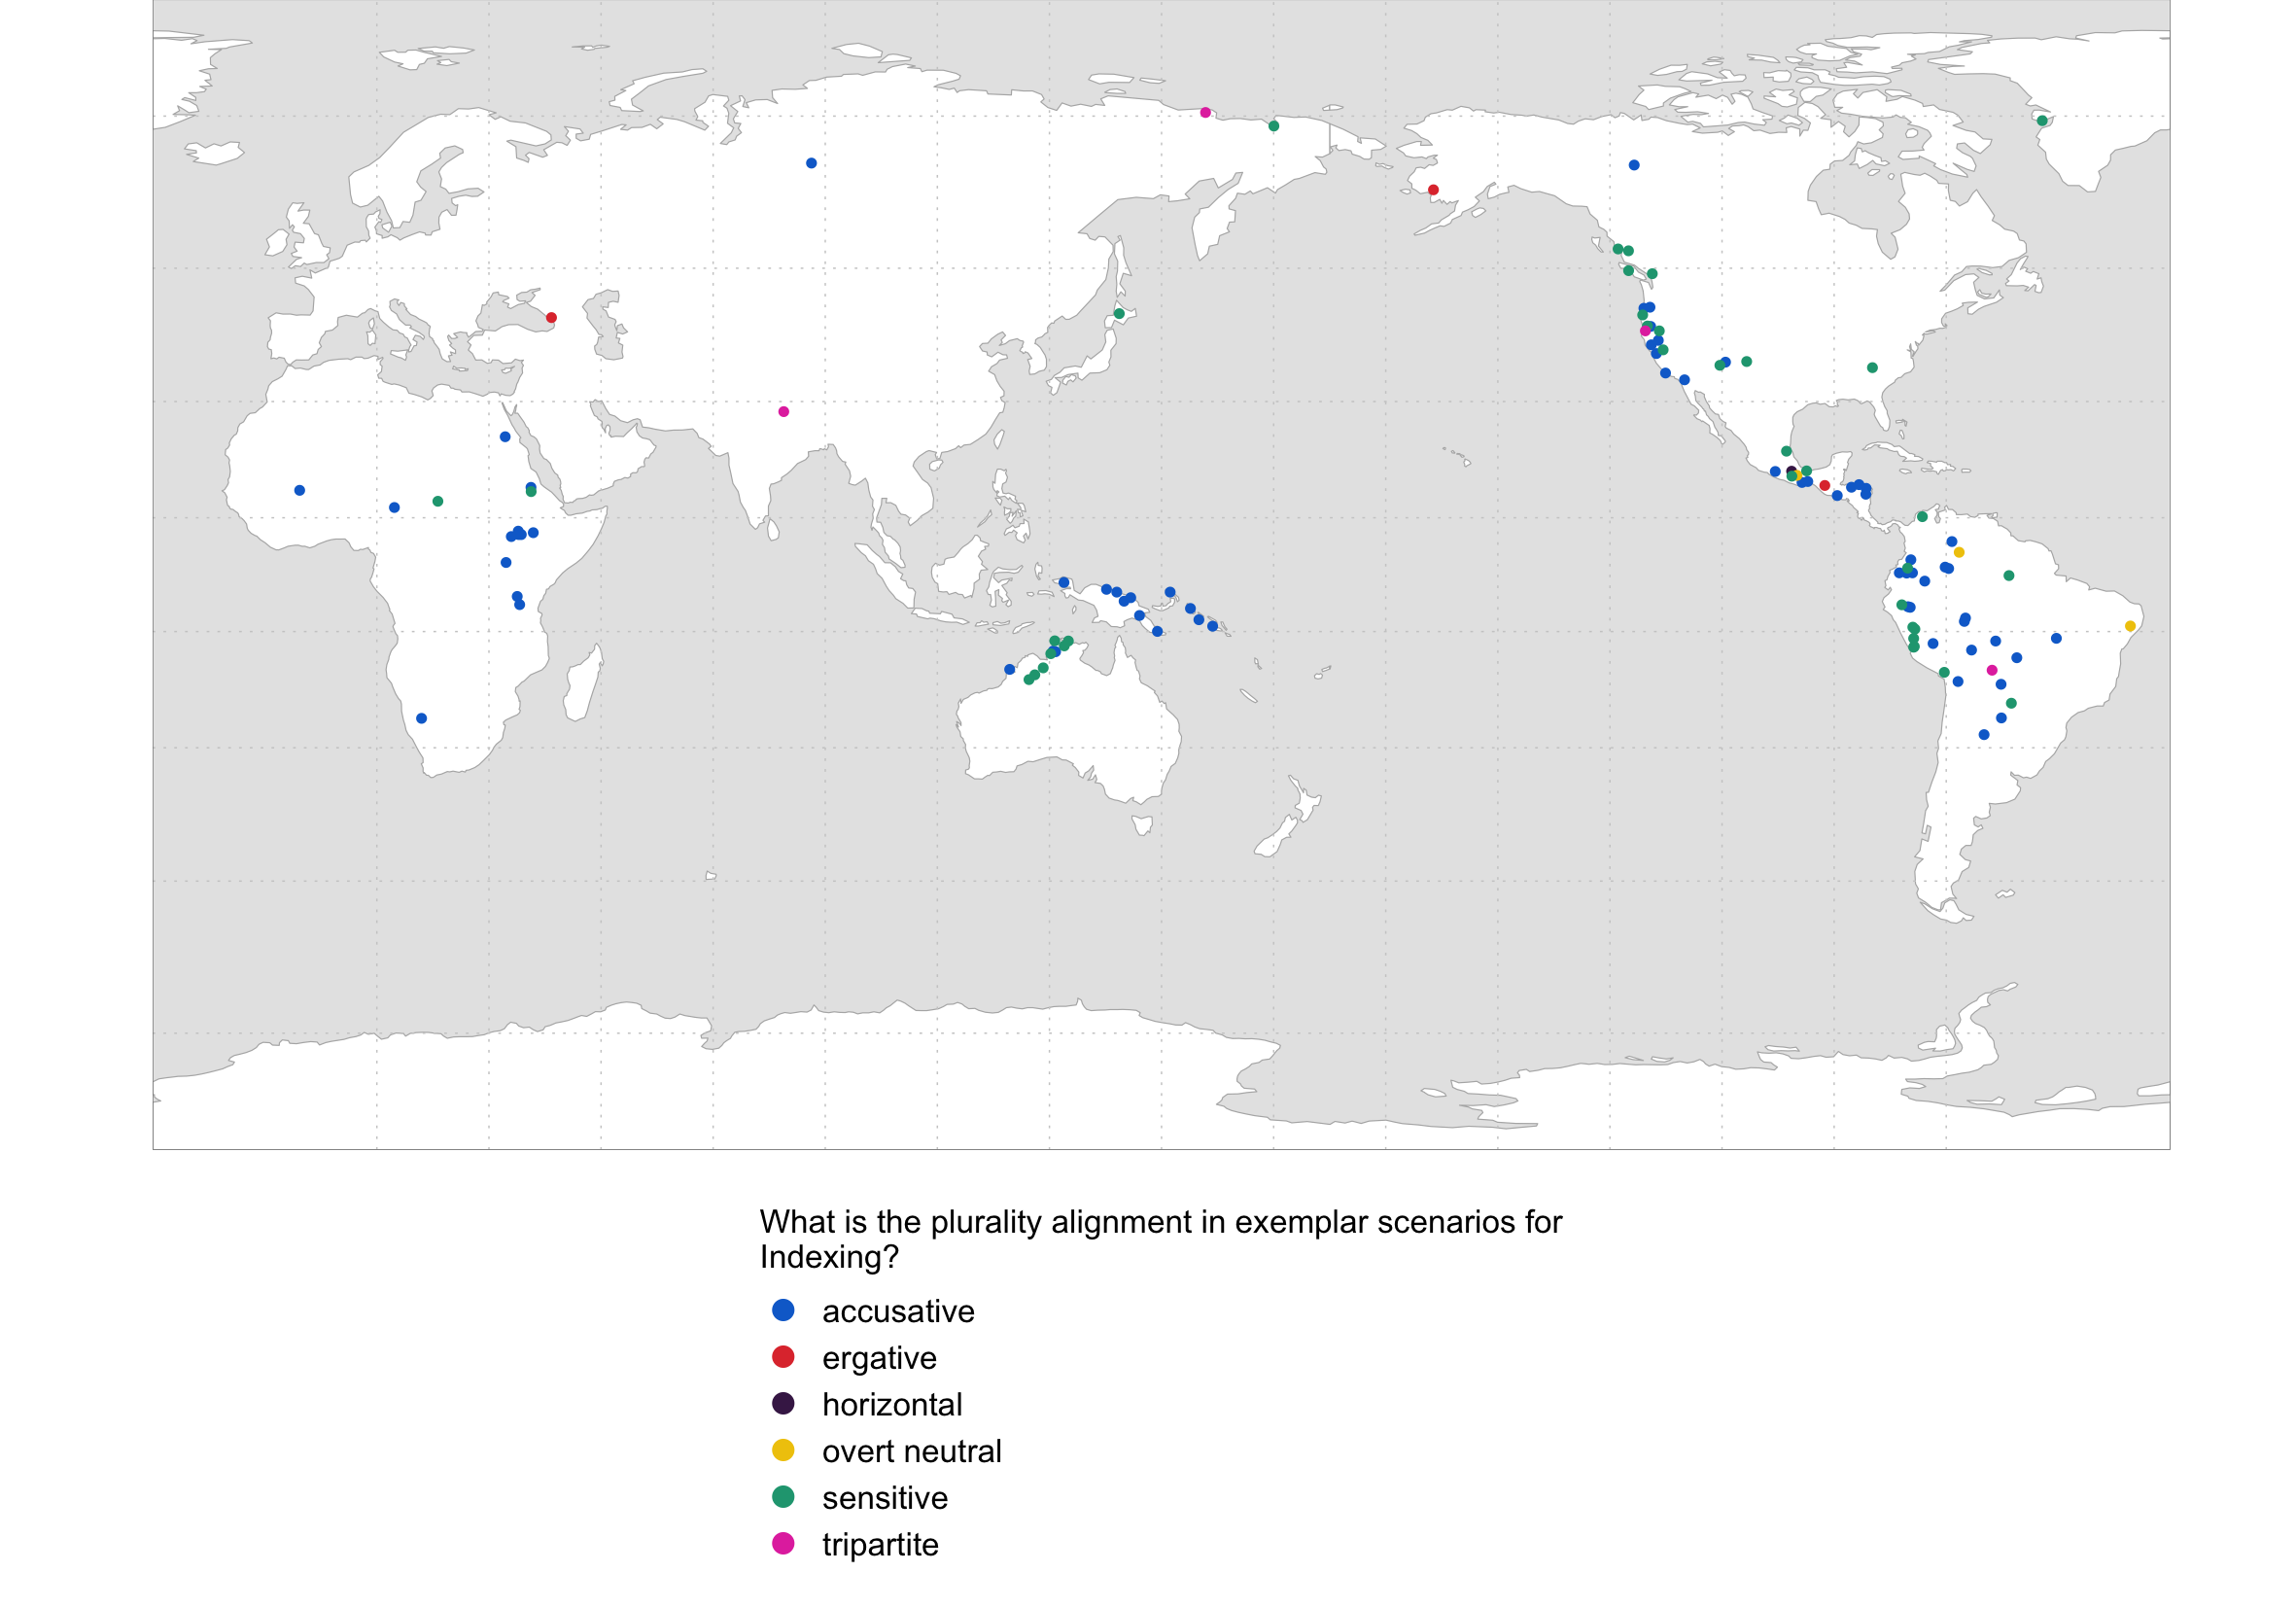 What is the plurality alignment in exemplar scenarios for
Indexing?
accusative
ergative
horizontal
overt neutral
sensitive
tripartite